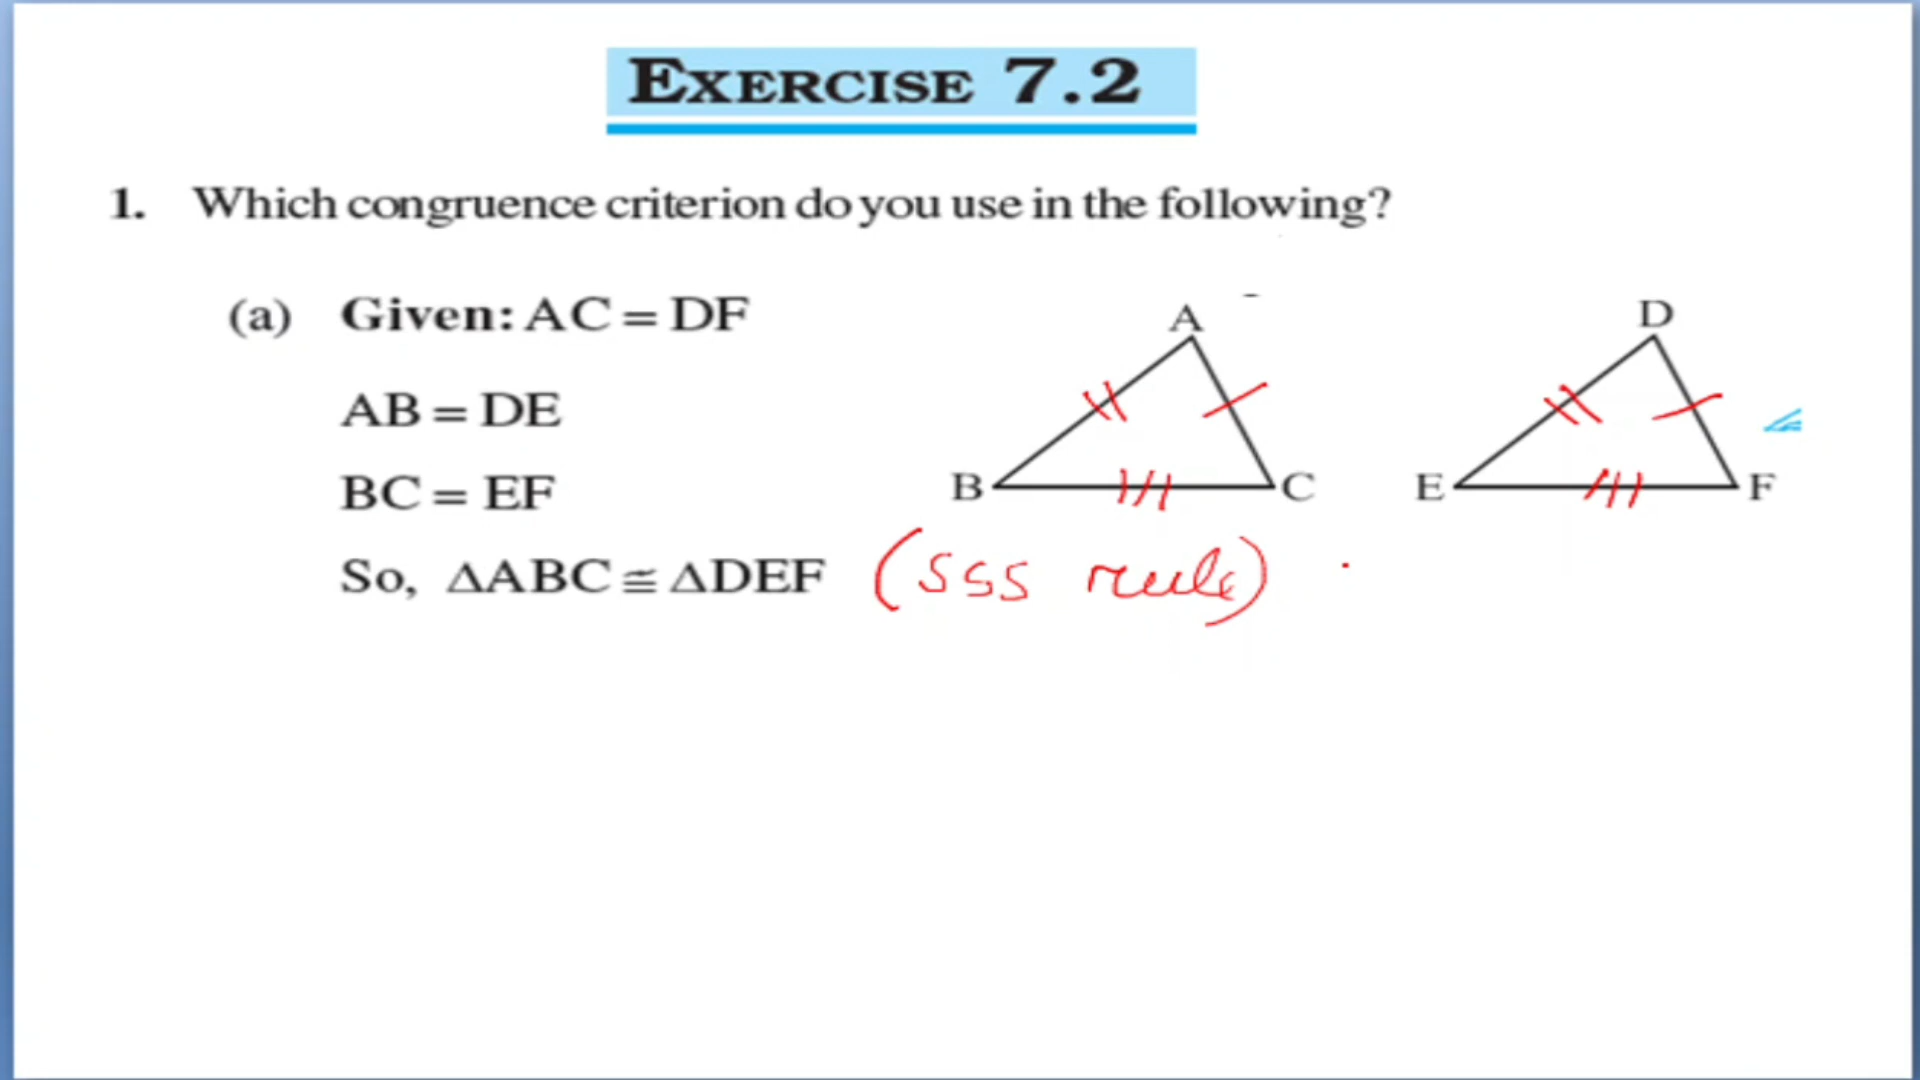 EXERCISE 7.2
1. Which congruence criterion do you use in the following?
(a) Given: AC = DF
AB = DE
BC = EF
So, ΔABC ≅ ΔDEF (SSS rule)
A
B
C
D
E
F